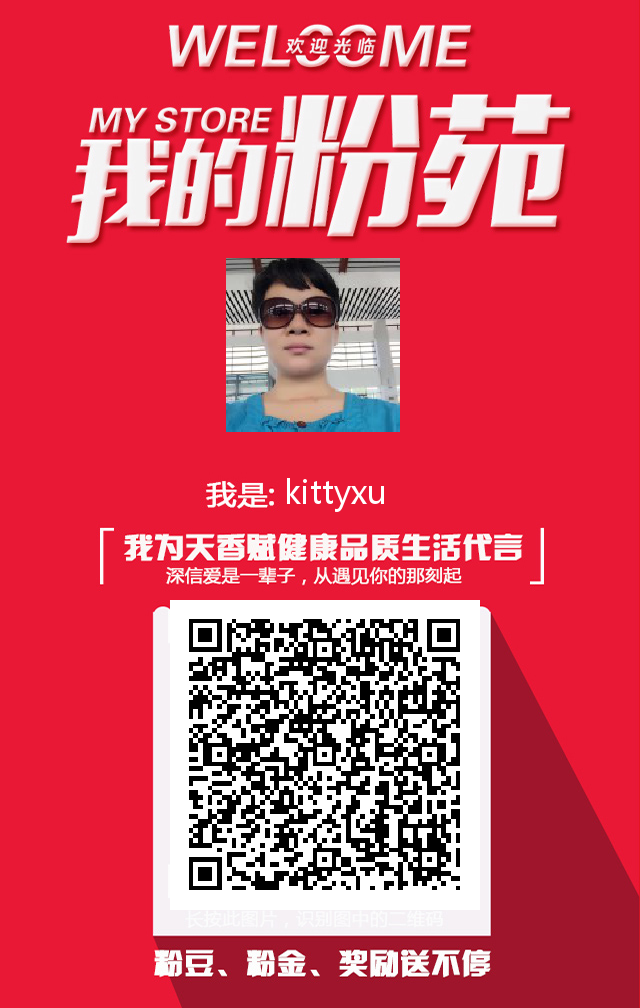 WELCOME
欢迎光临
MY STORE
我的粉苑
我是: kittyxu
我为天香赋健康品质生活代言
深信爱是一辈子，从遇见你的那刻起
长按此图片，识别图中的二维码
粉豆、粉金、奖励送不停